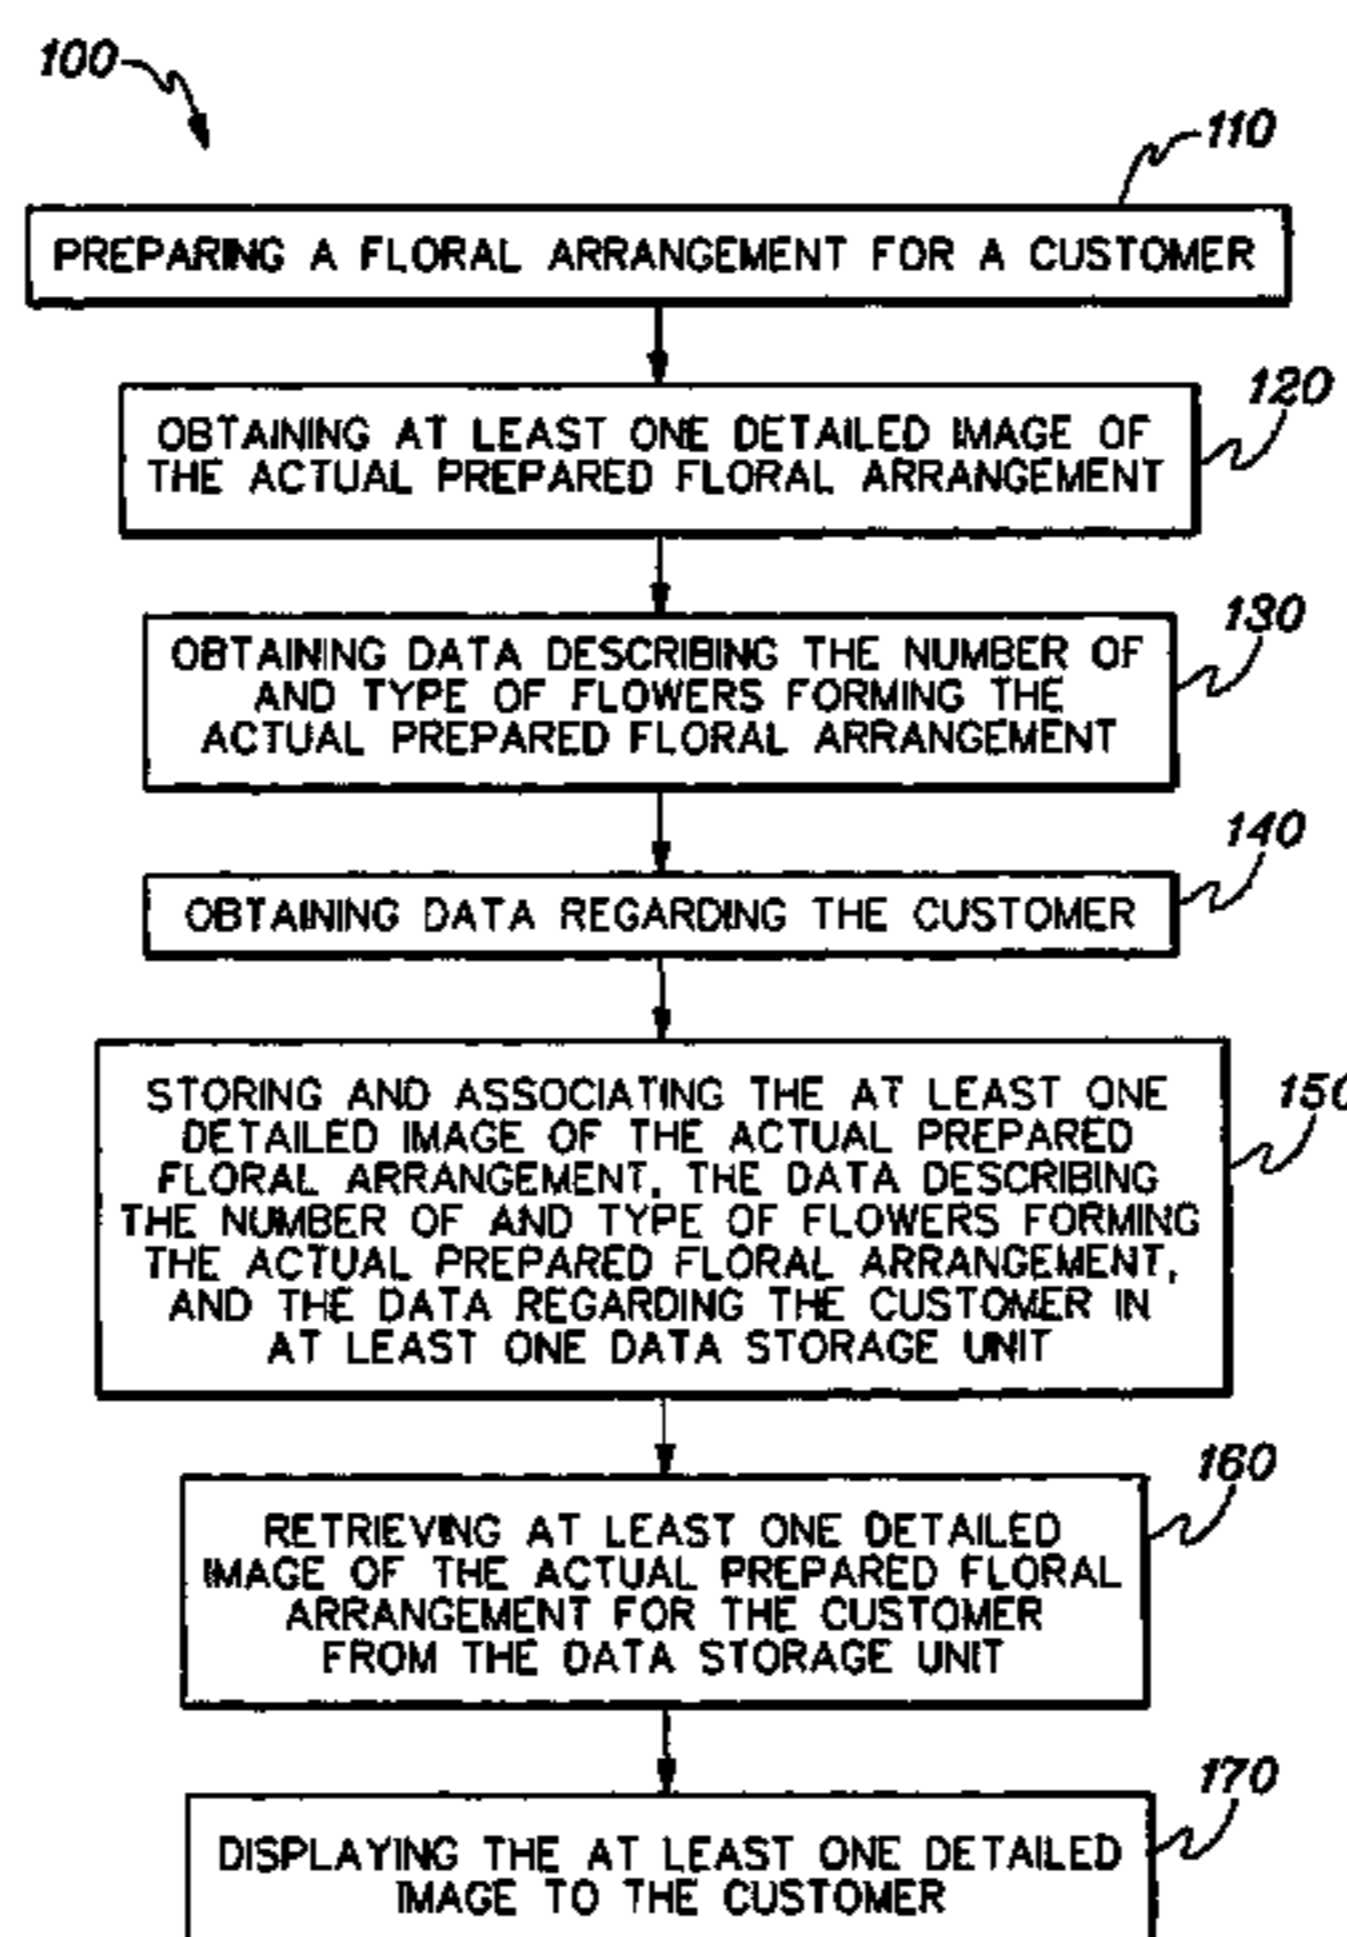 100
110
PREPARING A FLORAL ARRANGEMENT FOR A CUSTOMER
120
OBTAINING AT LEAST ONE DETAILED IMAGE OF
THE ACTUAL PREPARED FLORAL ARRANGEMENT
130
OBTAINING DATA DESCRIBING THE NUMBER OF
AND TYPE OF FLOWERS FORMING THE
ACTUAL PREPARED FLORAL ARRANGEMENT
140
OBTAINING DATA REGARDING THE CUSTOMER
150
STORING AND ASSOCIATING THE AT LEAST ONE
DETAILED IMAGE OF THE ACTUAL PREPARED
FLORAL ARRANGEMENT, THE DATA DESCRIBING
THE NUMBER OF AND TYPE OF FLOWERS FORMING
THE ACTUAL PREPARED FLORAL ARRANGEMENT,
AND THE DATA REGARDING THE CUSTOMER IN
AT LEAST ONE DATA STORAGE UNIT
160
RETRIEVING AT LEAST ONE DETAILED
IMAGE OF THE ACTUAL PREPARED FLORAL
ARRANGEMENT FOR THE CUSTOMER
FROM THE DATA STORAGE UNIT
170
DISPLAYING THE AT LEAST ONE DETAILED
IMAGE TO THE CUSTOMER